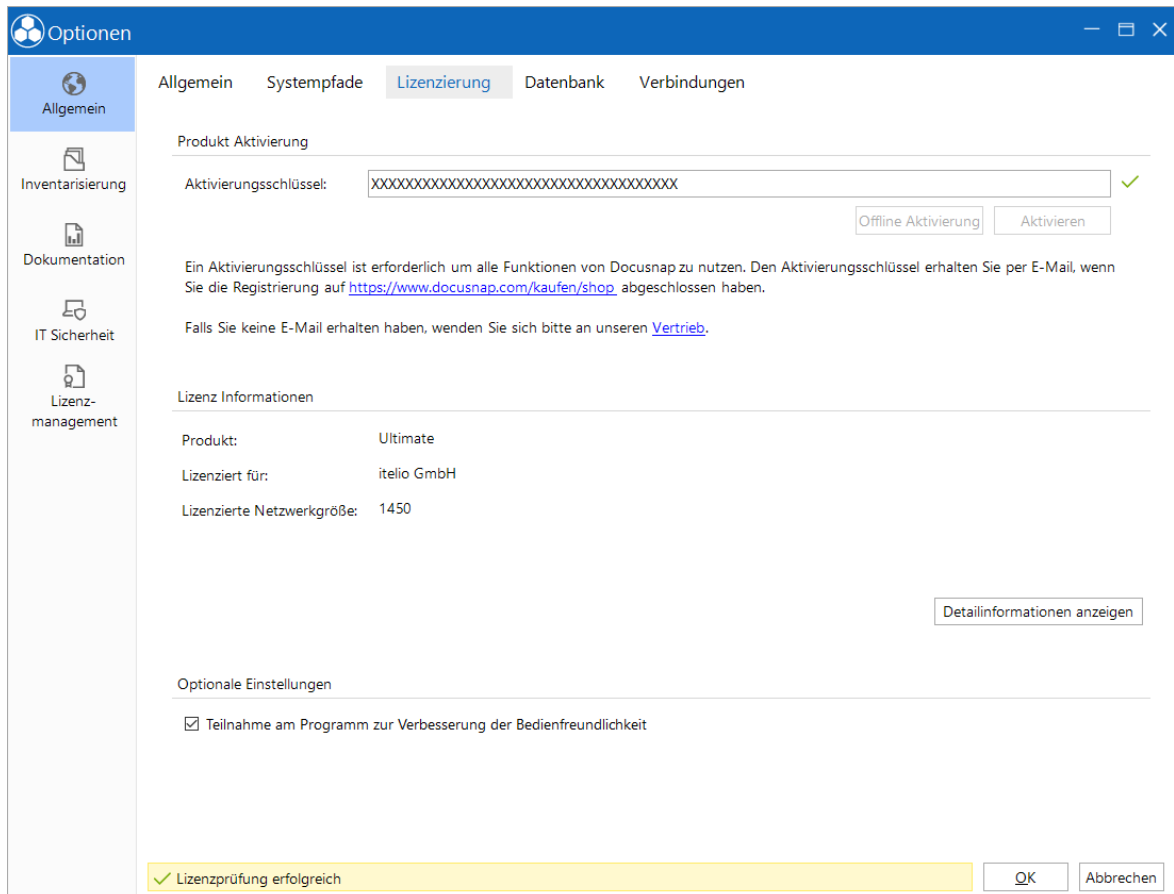 Optionen
Allgemein
Inventarisierung
Dokumentation
IT Sicherheit
Lizenz-
management
Allgemein Systempfade Lizenzierung Datenbank Verbindungen
Produkt Aktivierung
Aktivierungsschlüssel: XXXXXXXXXXXXXXXXXXXXXXXXXXXXXXXXXXXX
Offline Aktivierung Aktivieren
Ein Aktivierungsschlüssel ist erforderlich um alle Funktionen von Docusnap zu nutzen. Den Aktivierungsschlüssel erhalten Sie per E-Mail, wenn
Sie die Registrierung auf https://www.docusnap.com/kaufen/shop abgeschlossen haben.
Falls Sie keine E-Mail erhalten haben, wenden Sie sich bitte an unseren Vertrieb.
Lizenz Informationen
Produkt: Ultimate
Lizenziert für: itelio GmbH
Lizenzierte Netzwerkgröße: 1450
Detailinformationen anzeigen
Optionale Einstellungen
Teilnahme am Programm zur Verbesserung der Bedienfreundlichkeit
Lizenzprüfung erfolgreich
OK Abbrechen